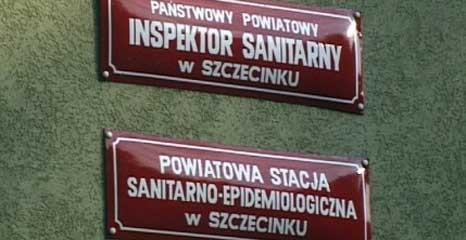 PAŃSTWOWY POWIATOWY
INSPEKTOR SANITARNY
w SZCZECINKU
POWIATOWA STACJA
SANITARNO-EPIDEMIOLOGICZNA
w SZCZECINKU